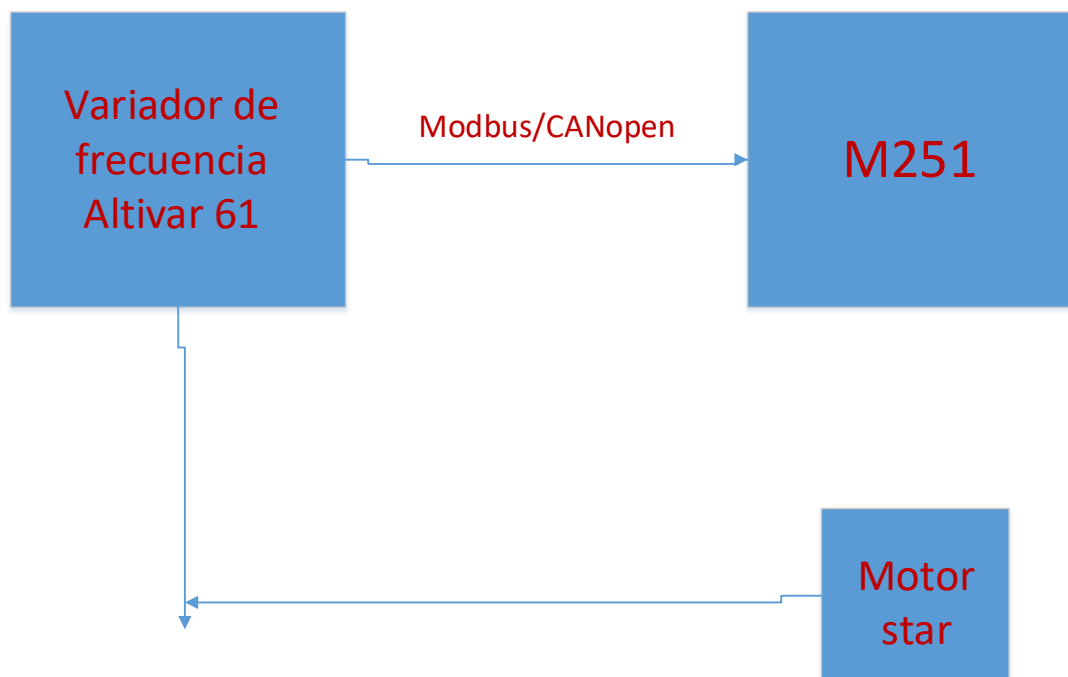 Variador de
frecuencia
Altivar 61
Modbus/CANopen
M251
Motor
star